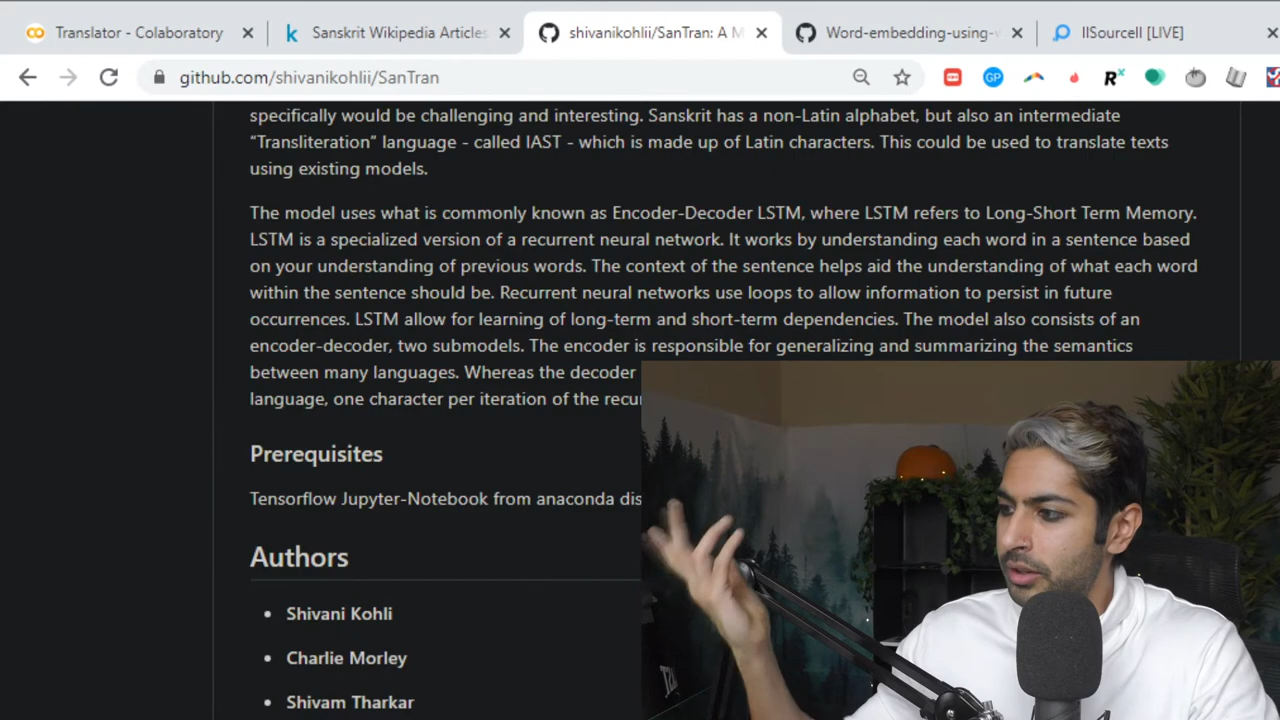 Translator - Colaboratory
Sanskrit Wikipedia Articles
shivanikohlii/SanTran: A M
Word-embedding-using-
llSourcell [LIVE]
github.com/shivanikohlii/SanTran
GP
Rx
specifically would be challenging and interesting. Sanskrit has a non-Latin alphabet, but also an intermediate
“Transliteration” language - called IAST - which is made up of Latin characters. This could be used to translate texts
using existing models.
The model uses what is commonly known as Encoder-Decoder LSTM, where LSTM refers to Long-Short Term Memory.
LSTM is a specialized version of a recurrent neural network. It works by understanding each word in a sentence based
on your understanding of previous words. The context of the sentence helps aid the understanding of what each word
within the sentence should be. Recurrent neural networks use loops to allow information to persist in future
occurrences. LSTM allow for learning of long-term and short-term dependencies. The model also consists of an
encoder-decoder, two submodels. The encoder is responsible for generalizing and summarizing the semantics
between many languages. Whereas the decoder
language, one character per iteration of the recu
Prerequisites
Tensorflow Jupyter-Notebook from anaconda dis
Authors
Shivani Kohli
Charlie Morley
Shivam Tharkar